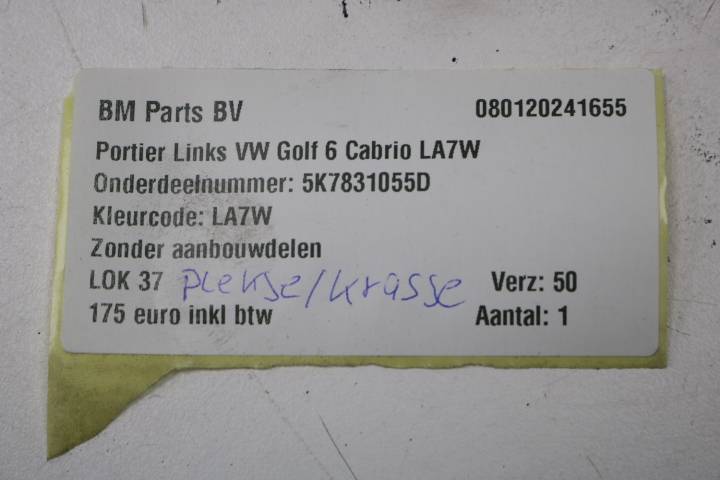 BM Parts BV 080120241655
Portier Links VW Golf 6 Cabrio LA7W
Onderdeelnummer: 5K7831055D
Kleurcode: LA7W
Zonder aanbouwdelen
LOK 37 plekje/krasse Verz: 50
175 euro inkl btw Aantal: 1